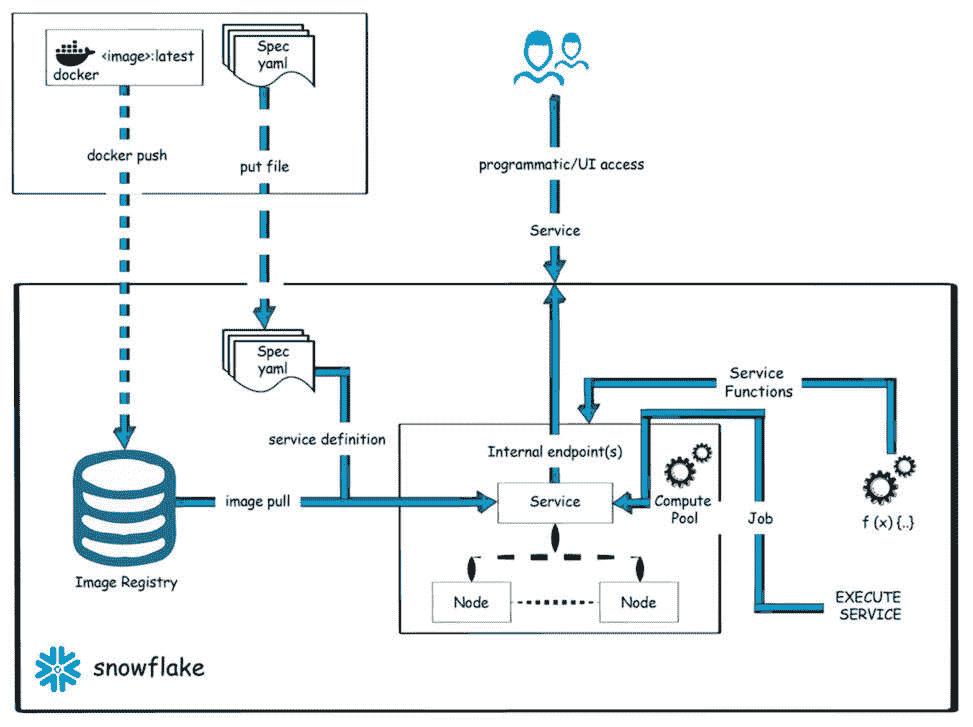 <image>:latest
docker
Spec
yaml
docker push
put file
programmatic/UI access
Service
Spec
yaml
Service
Functions
service definition
Internal endpoint(s)
image pull
Service
Compute
Pool
Job
f (x) {..}
Image Registry
Node
Node
EXECUTE
SERVICE
snowflake